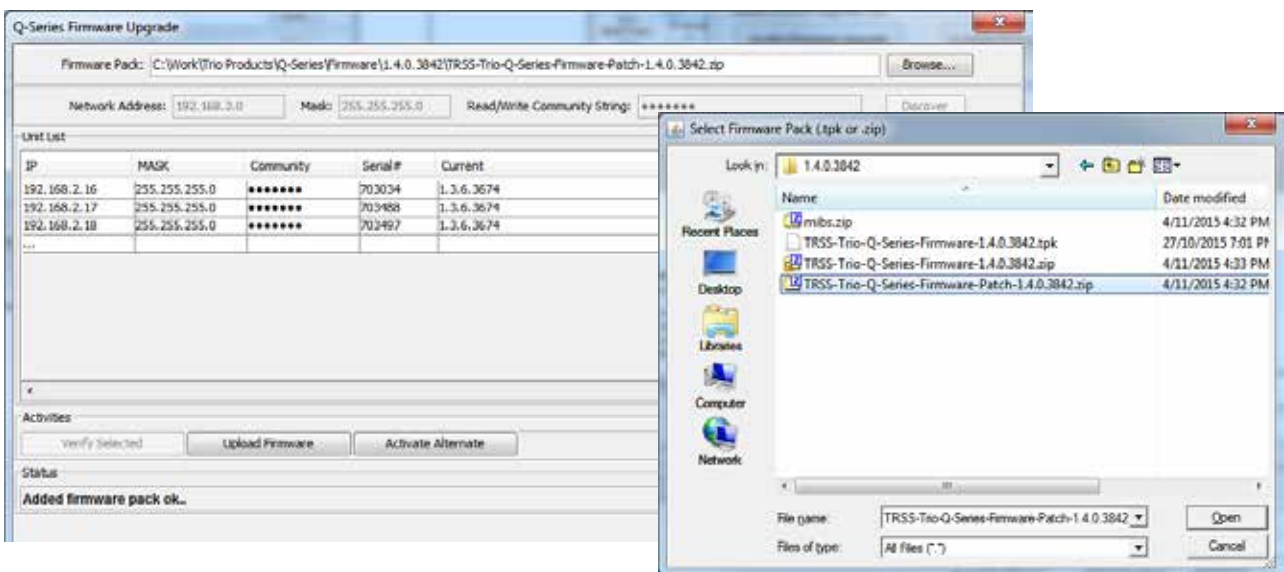 Q-Series Firmware Upgrade
Firmware Pack: C:\Work\Trio Products\Q-Series\Firmware\1.4.0.3842\TRSS-Trio-Q-Series-Firmware-Patch-1.4.0.3842.zip Browse...
Network Address: 192.168.2.0 Mask: 255.255.255.0 Read/Write Community String: ●●●●●●● Discover
Unit List
IP MASK Community Serial# Current
192.168.2.16 255.255.255.0 ●●●●●●● 703034 1.3.6.3674
192.168.2.17 255.255.255.0 ●●●●●●● 703488 1.3.6.3674
192.168.2.18 255.255.255.0 ●●●●●●● 703497 1.3.6.3674
...
Activities
Verify Selected Upload Firmware Activate Alternate
Status
Added firmware pack ok..
Select Firmware Pack (.tpk or .zip)
Look in: 1.4.0.3842
Name Date modified
mibs.zip 4/11/2015 4:32 PM
TRSS-Trio-Q-Series-Firmware-1.4.0.3842.tpk 27/10/2015 7:01 PM
TRSS-Trio-Q-Series-Firmware-1.4.0.3842.zip 4/11/2015 4:33 PM
TRSS-Trio-Q-Series-Firmware-Patch-1.4.0.3842.zip 4/11/2015 4:32 PM
Recent Places
Desktop
Libraries
Computer
Network
File name: TRSS-Trio-Q-Series-Firmware-Patch-1.4.0.3842 Open
Files of type: All Files (*.*) Cancel